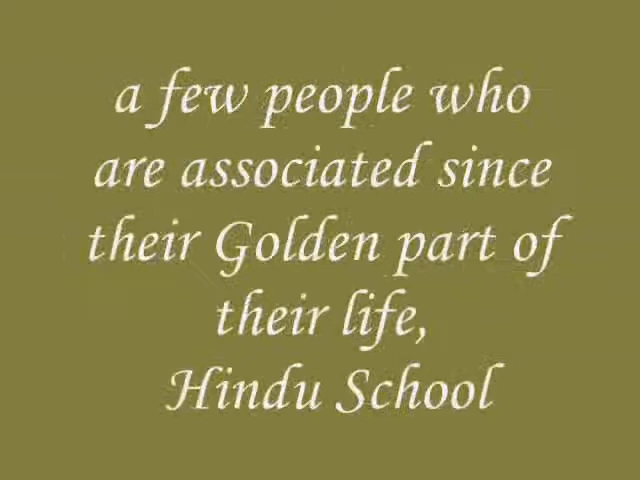 a few people who
are associated since
their Golden part of
their life,
Hindu School